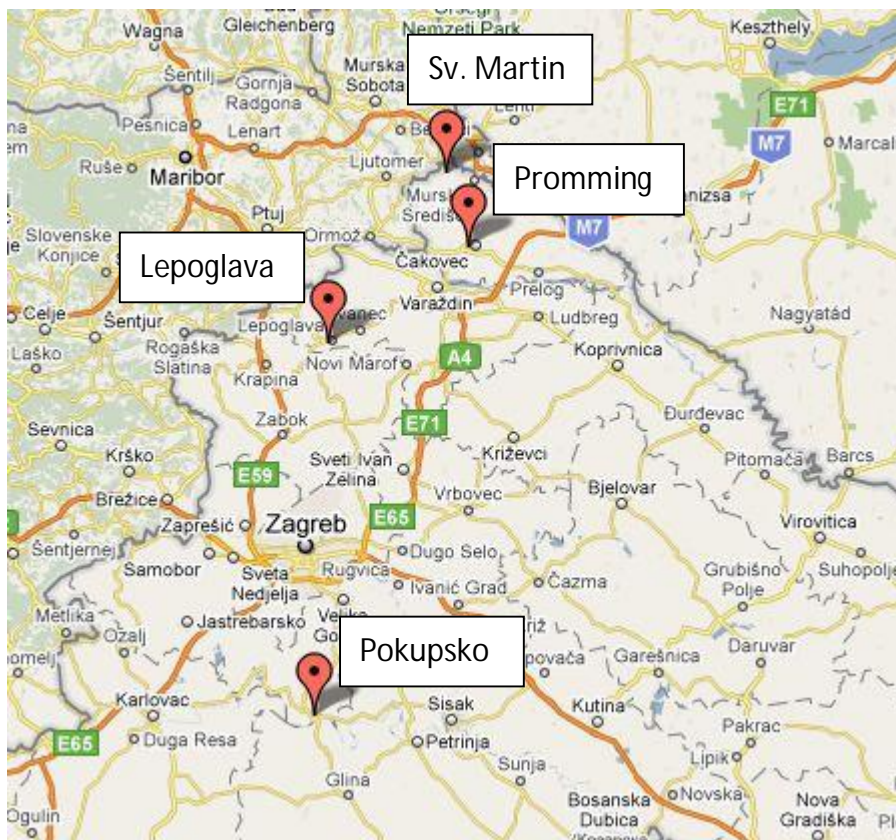 Wagna
Bad
Gleichenberg
Nemzeti Park
Keszthely
Sv. Martin
Šentilj
Murska
Sobota
Gornja
Radgona
E71
M7
Pesnica
Lenart
Marcal
Ruše
Maribor
Ljutomer
Promming
Ptuj
Ormož
Slovenske
Konjice
M7
Lepoglava
Čakovec
Varaždin
Prelog
Celje
Šentjur
Lepoglava
Ludbreg
Nagyatád
Laško
Rogaška
Slatina
Novi Marof
A4
Koprivnica
Krapina
Zabok
E71
Đurđevac
Sevnica
Križevci
Krško
Sveti Ivan
Zelina
Pitomača
Barcs
E59
Brežice
Vrbovec
Bjelovar
Zaprešić
Zagreb
E65
Virovitica
Šentjernej
Dugo Selo
Samobor
Sveta
Nedjelja
Rugvica
Ivanić Grad
Čazma
Grubišno
Polje
Suhopolje
Metlika
Jastrebarsko
Ožalj
Pokupsko
Garešnica
Daruvar
Karlovac
Sisak
Kutina
E65
Duga Resa
Petrinja
Pakrac
Lipik
Glina
Sunja
Novska
Bosanska
Dubica
Nova
Gradiška
Ogulin